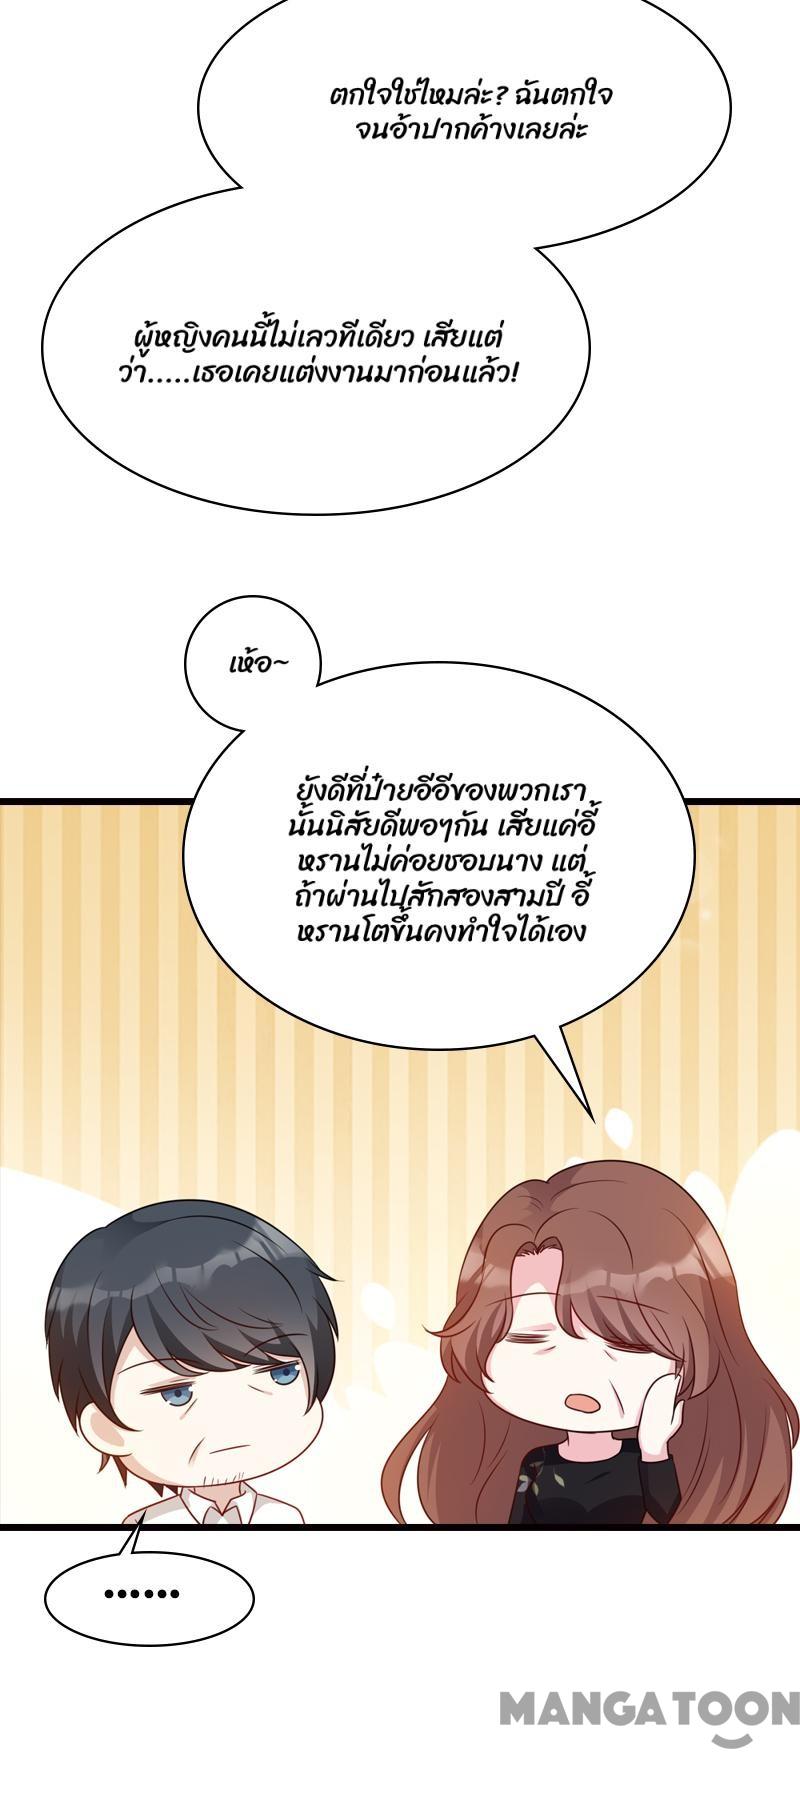 ตกใจใช่ไหมล่ะ? ฉันตกใจ
จนอ้าปากค้างเลยล่ะ
ผู้หญิงคนนี้ไม่เลวทีเดียว เสียแต่
ว่า.....เธอเคยแต่งงานมาก่อนแล้ว!
เห้อ~
ยังดีที่ป๋ายอีอีของพวกเรา
นั้นนิสัยดีพอๆกัน เสียแค่อี้
หรานไม่ค่อยชอบนาง แต่
ถ้าผ่านไปสักสองสามปี อี้
หรานโตขึ้นคงทำใจได้เอง
......
MANGATOON